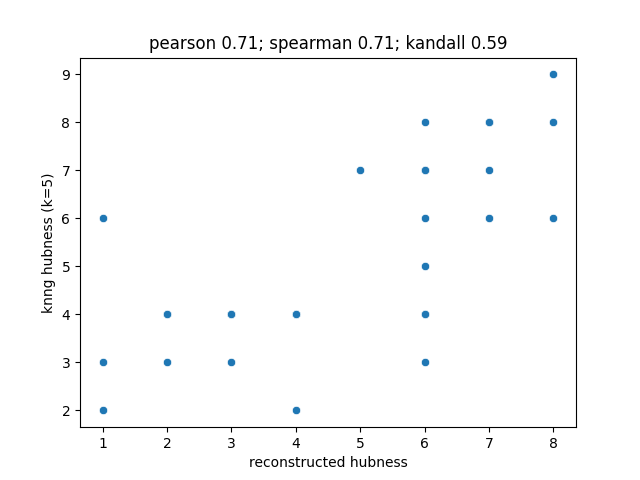 pearson 0.71; spearman 0.71; kandall 0.59
9
8
7
6
5
4
3
2
knng hubness (k=5)
1 2 3 4 5 6 7 8
reconstructed hubness